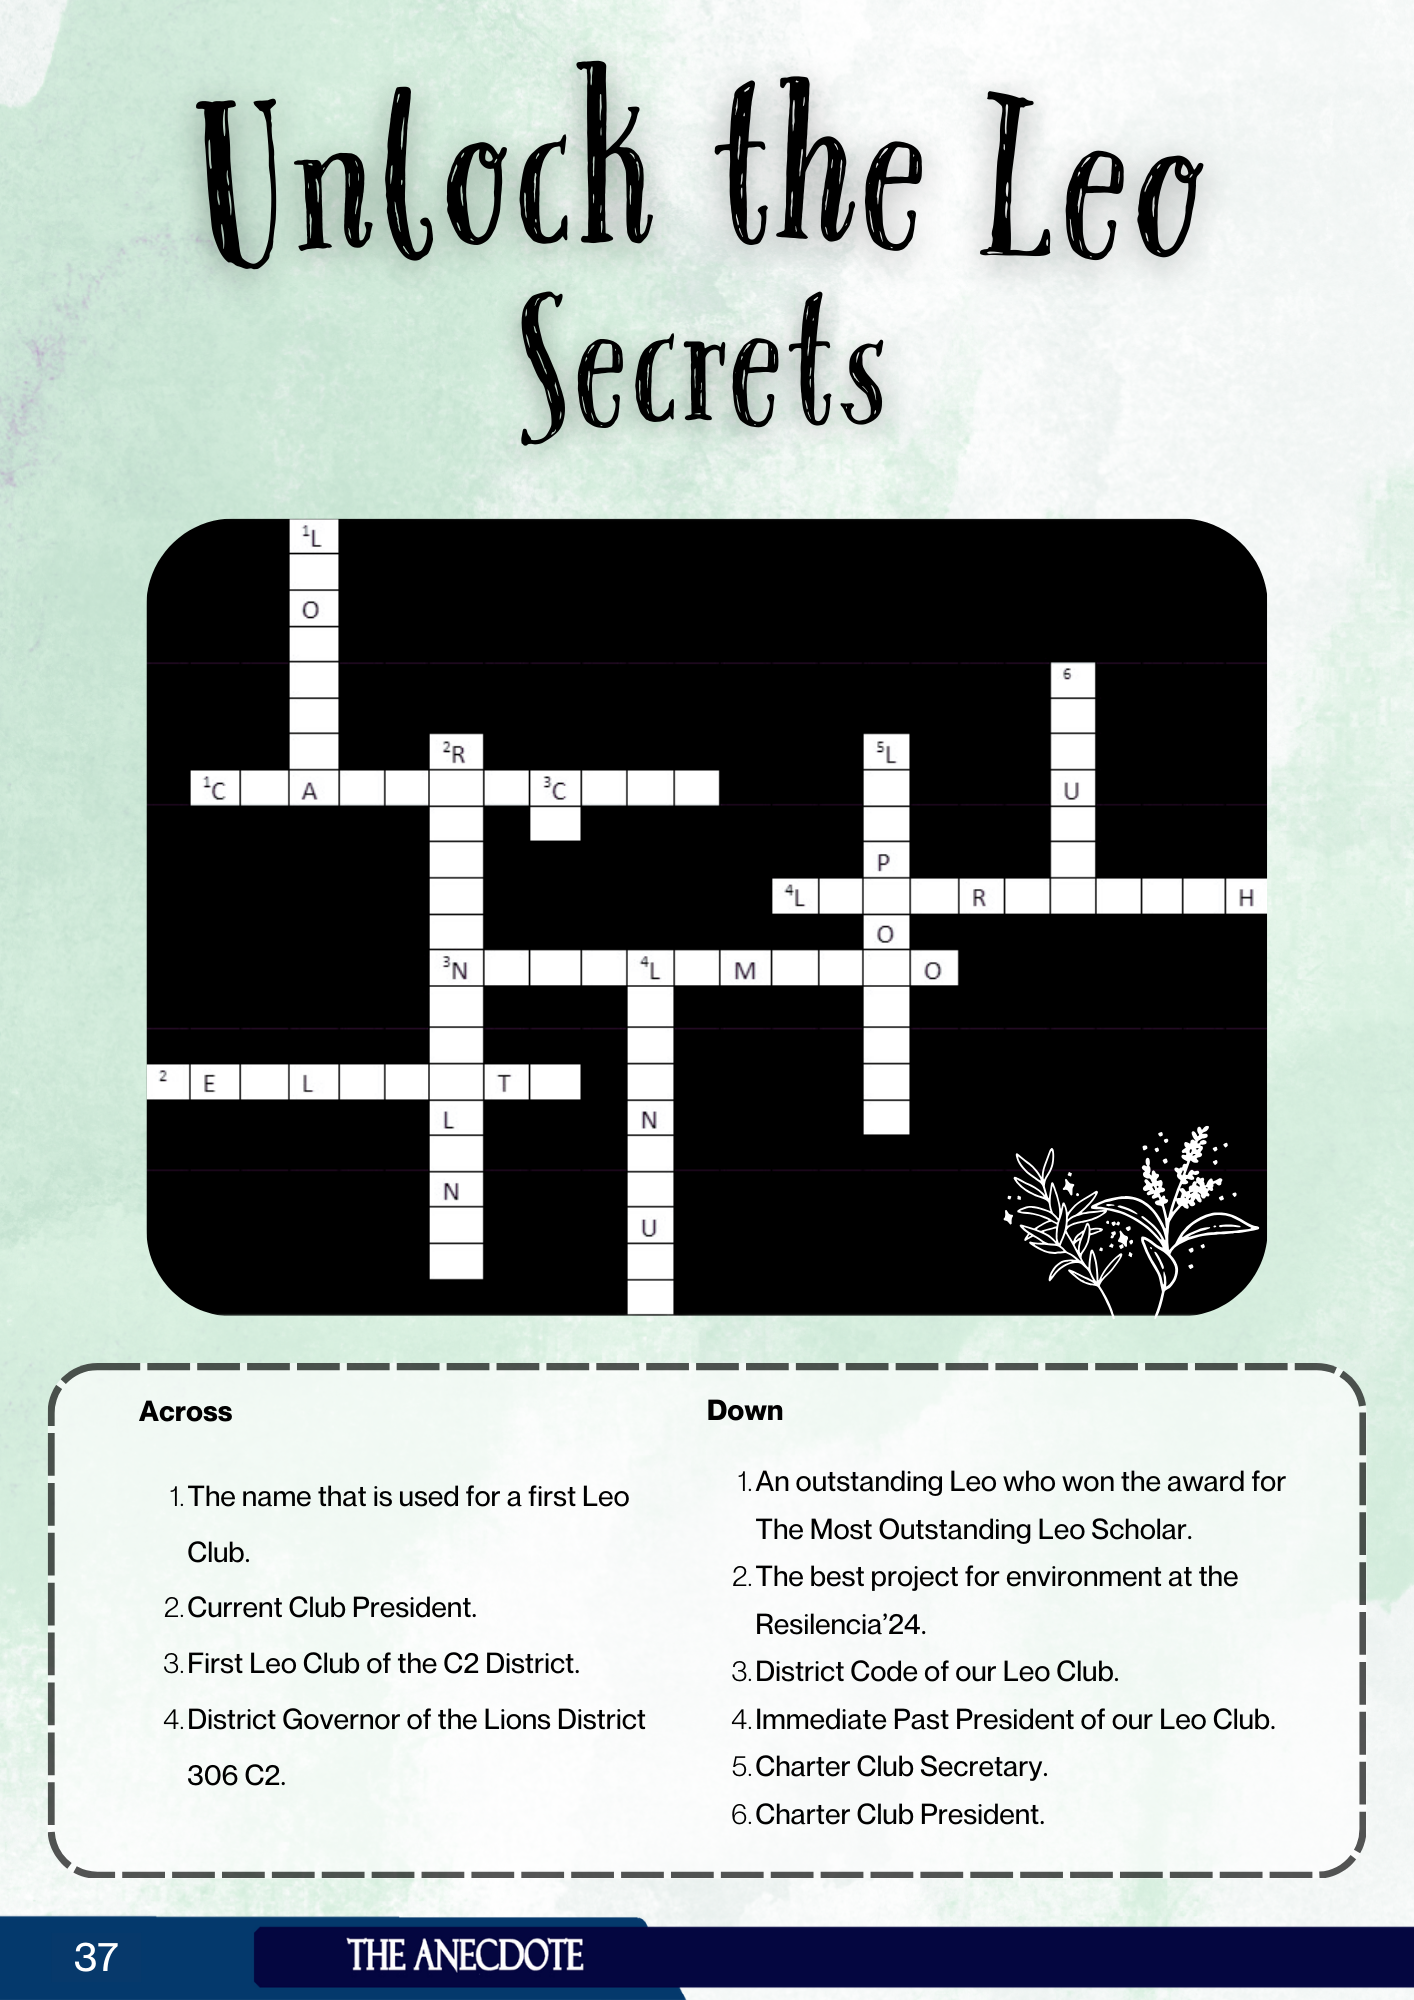 Unlock the Leo
Secrets
1L
O
6
2R
5L
1C A 3C
U
P
4L R H
O
3N 4L M O
2 E L T
L N
N
U
Across
1. The name that is used for a first Leo
Club.
2. Current Club President.
3. First Leo Club of the C2 District.
4. District Governor of the Lions District
306 C2.
Down
1. An outstanding Leo who won the award for
The Most Outstanding Leo Scholar.
2. The best project for environment at the
Resilencia’24.
3. District Code of our Leo Club.
4. Immediate Past President of our Leo Club.
5. Charter Club Secretary.
6. Charter Club President.
37
THE ANECDOTE